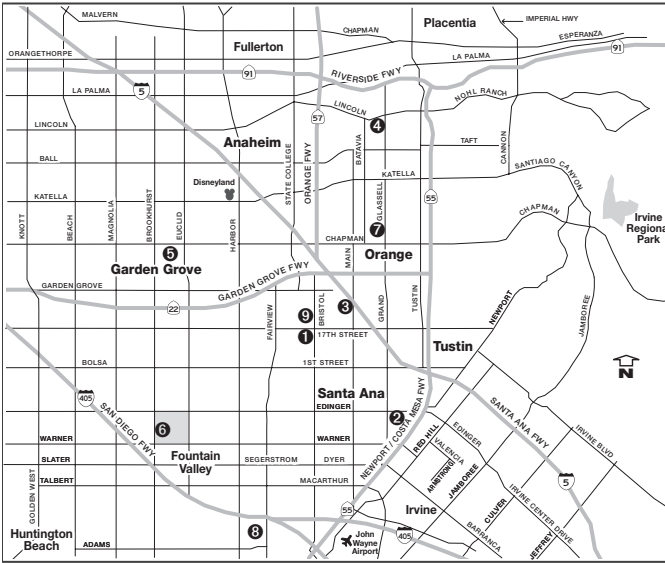 MALVERN
Placentia
IMPERIAL HWY
CHAPMAN
ESPERANZA
Fullerton
ORANGETHORPE
91
LA PALMA
91
RIVERSIDE FWY
LA PALMA
5
NOHL RANCH
57
LINCOLN
LINCOLN
4
Anaheim
STATE COLLEGE
ORANGE FWY
BATAVIA
TAFT
CANNON
BALL
SANTIAGO CANYON
KATELLA
Disneyland
KATELLA
GLASSELL
55
KNOTT
BEACH
MAGNOLIA
BROOKHURST
EUCLID
HARBOR
CHAPMAN
Irvine
Regional
Park
7
CHAPMAN
MAIN
Orange
5
Garden Grove
GARDEN GROVE FWY
GARDEN GROVE
22
FAIRVIEW
BRISTOL
3
GRAND
TUSTIN
NEWPORT
JAMBOREE
9
1
17TH STREET
Tustin
BOLSA
1ST STREET
N
405
Santa Ana
SAN DIEGO FWY
EDINGER
2
NEWPORT/COSTA MESA FWY
SANTA ANA FWY
6
WARNER
WARNER
RED HILL
EDINGER
IRVINE BLVD
VALENCIA
SLATER
Fountain
Valley
SEGERSTROM
DYER
ARMSTRONG
JAMBOREE
TALBERT
MACARTHUR
5
GOLDEN WEST
55
Irvine
CULVER
IRVINE CENTER DRIVE
8
Huntington
Beach
ADAMS
John
Wayne
Airport
405
BARRANCA
JEFFREY